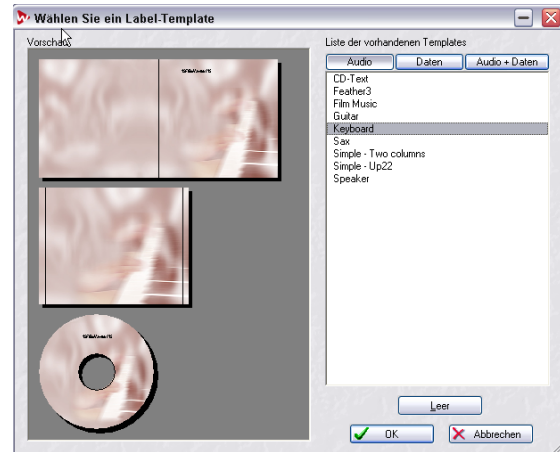 Wählen Sie ein Label-Template
Vorschau
Liste der vorhandenen Templates
Audio
Daten
Audio + Daten
CD-Text
Feather3
Film Music
Guitar
Keyboard
Sax
Simple - Two columns
Simple - Up22
Speaker
Leer
OK
Abbrechen